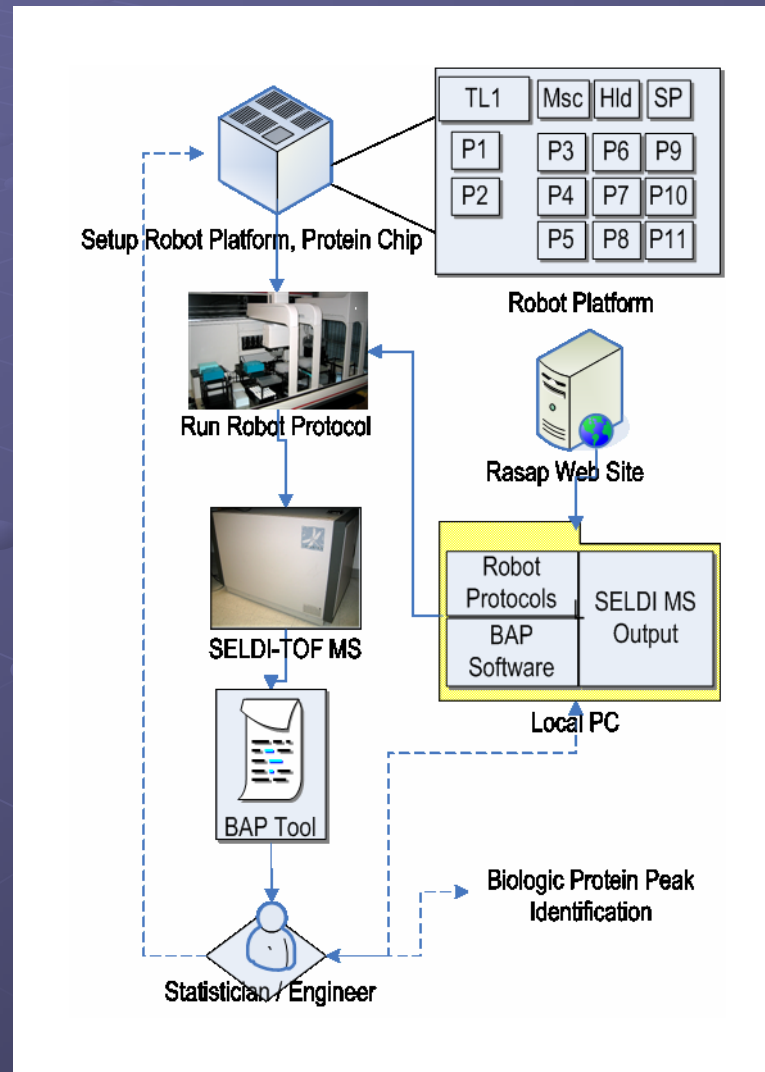 TL1 Msc Hld SP
P1 P3 P6 P9
P2 P4 P7 P10
P5 P8 P11
Setup Robot Platform, Protein Chip
Robot Platform
Run Robot Protocol
Rasap Web Site
Robot
Protocols
SELDI MS
Output
BAP
Software
SELDI-TOF MS
Local PC
BAP Tool
Biologic Protein Peak
Identification
Statistician / Engineer